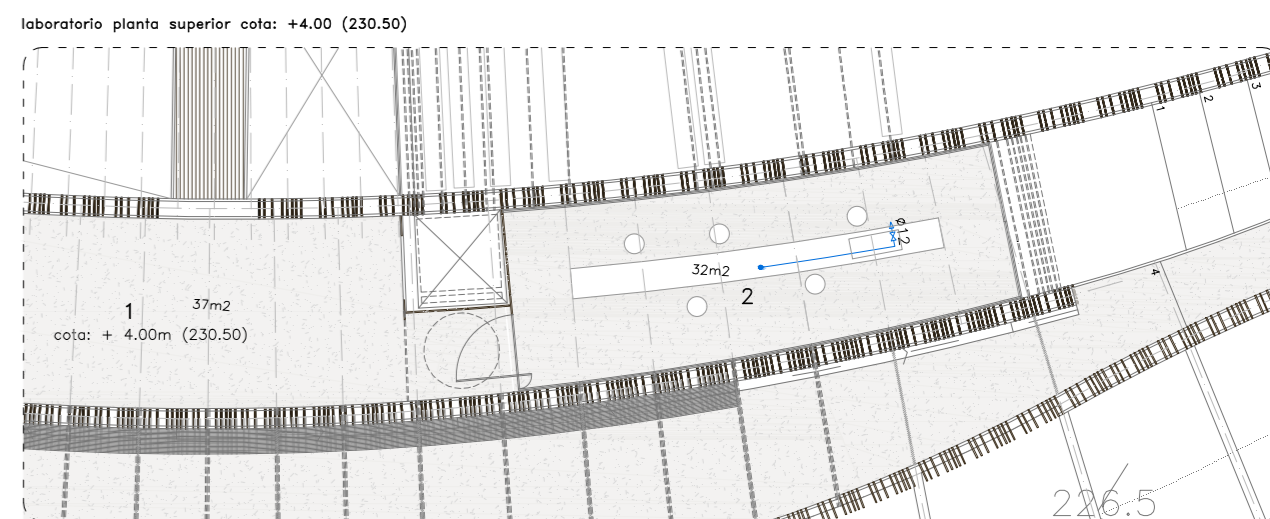 laboratorio planta superior cota: +4.00 (230.50)
1
2
3
Ø12
32m2
4
2
37m2
1
cota: + 4.00m (230.50)
226.5